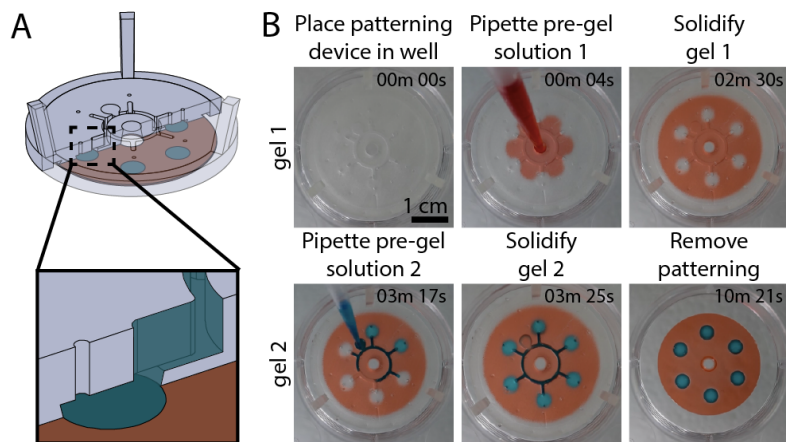 A
B
Place patterning
device in well
00m 00s
1 cm
Pipette pre-gel
solution 1
00m 04s
Solidify
gel 1
02m 30s
gel 1
Pipette pre-gel
solution 2
03m 17s
Solidify
gel 2
03m 25s
Remove
patterning
10m 21s
gel 2